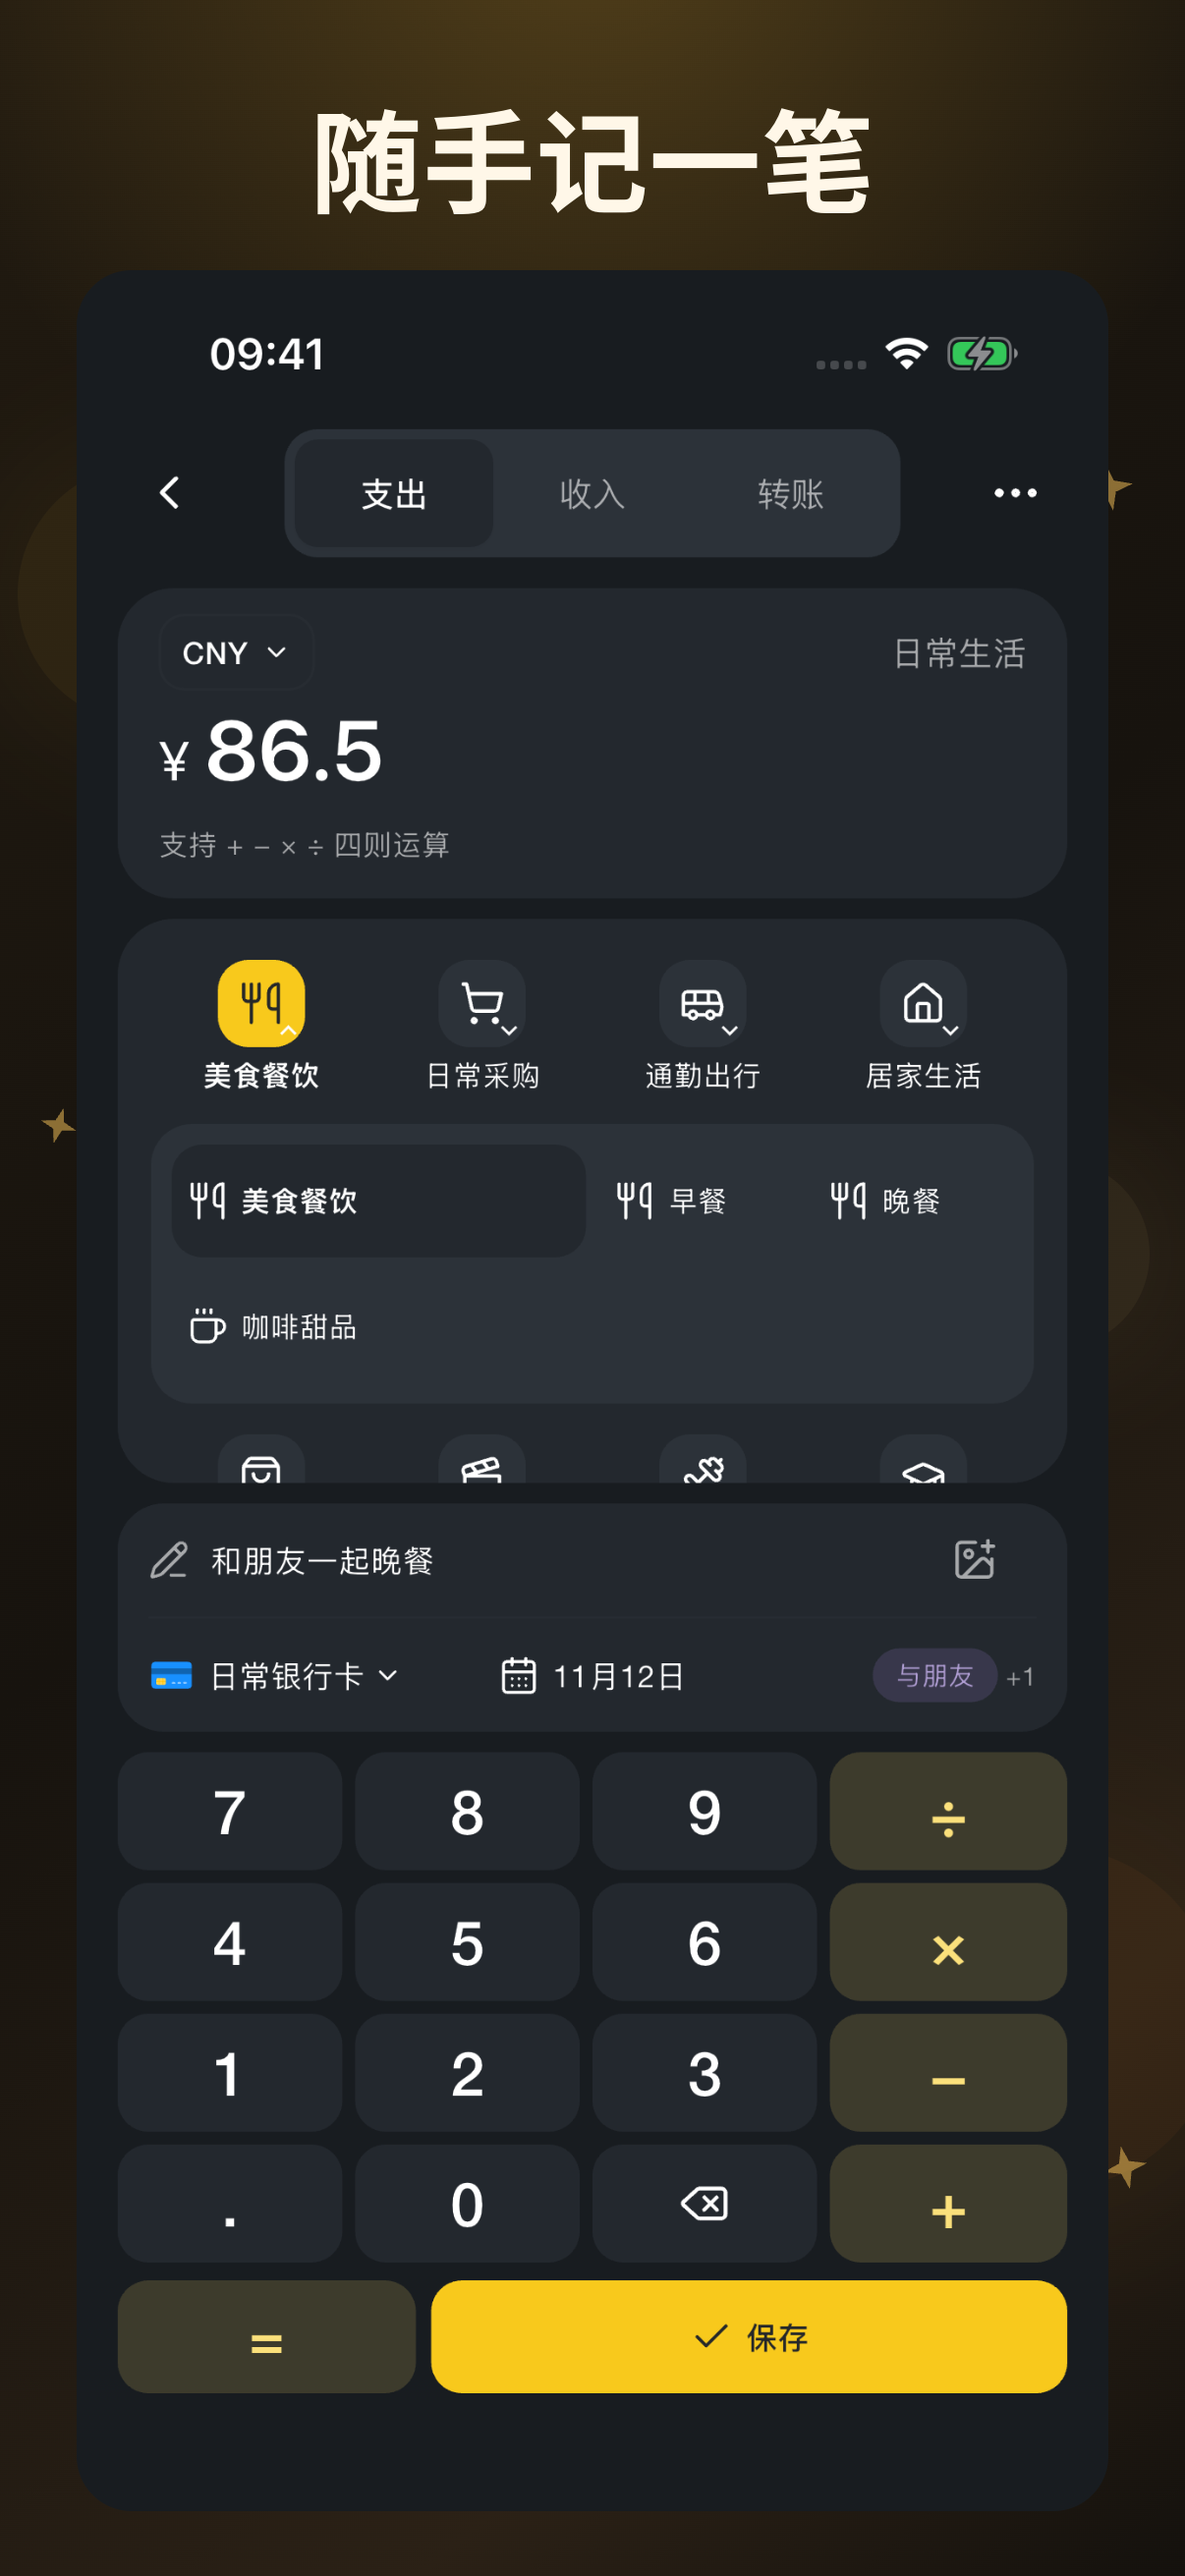 随手记一笔
09:41
支出 收入 转账
CNY 日常生活
¥ 86.5
支持 + − × ÷ 四则运算
美食餐饮 日常采购 通勤出行 居家生活
美食餐饮 早餐 晚餐
咖啡甜品
和朋友一起晚餐
日常银行卡 11月12日 与朋友 +1
7 8 9 ÷
4 5 6 ×
1 2 3 −
. 0 +
= 保存